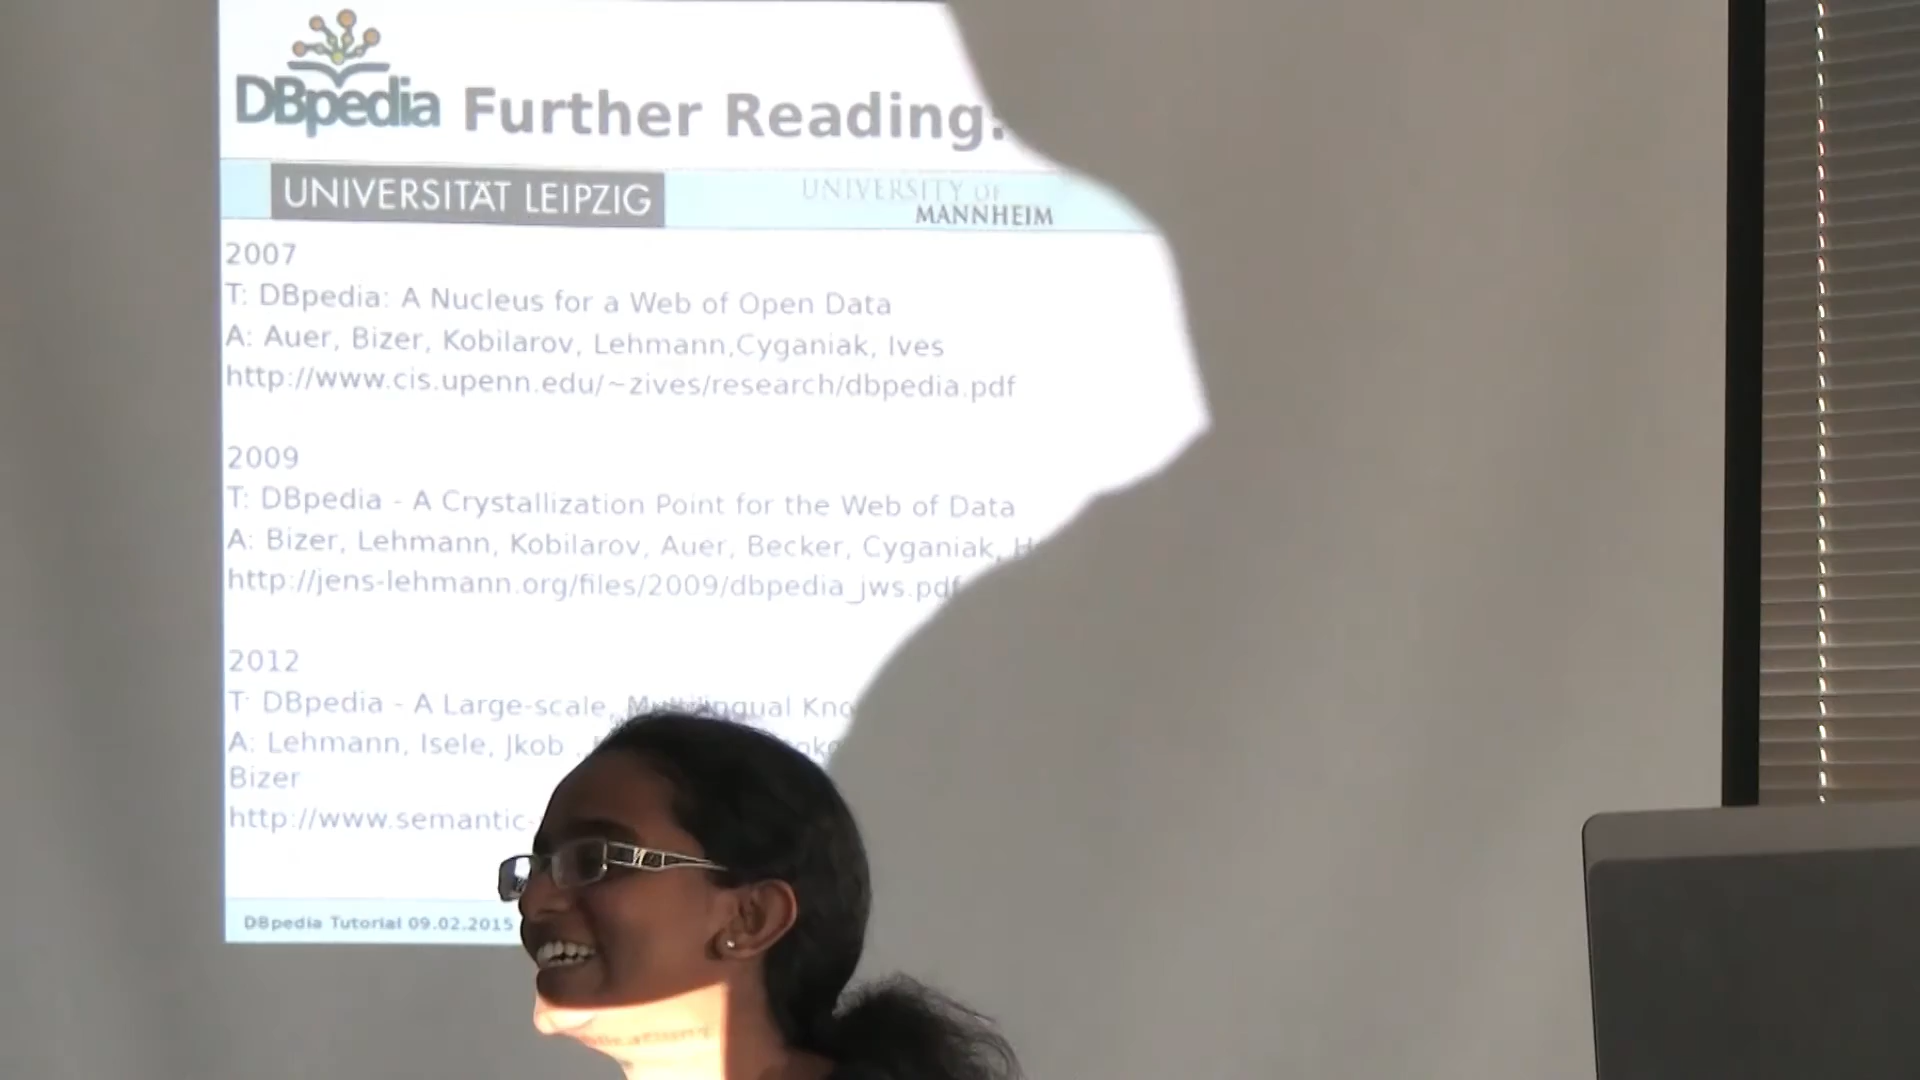 DBpedia Further Reading:
UNIVERSITÄT LEIPZIG
UNIVERSITY OF
MANNHEIM
2007
T: DBpedia: A Nucleus for a Web of Open Data
A: Auer, Bizer, Kobilarov, Lehmann,Cyganiak, Ives
http://www.cis.upenn.edu/~zives/research/dbpedia.pdf
2009
T: DBpedia - A Crystallization Point for the Web of Data
A: Bizer, Lehmann, Kobilarov, Auer, Becker, Cyganiak,
http://jens-lehmann.org/files/2009/dbpedia_jws.pdf
2012
T: DBpedia - A Large-scale, Multilingual Kno
A: Lehmann, Isele, Jkob
Bizer
http://www.semantic-
DBpedia Tutorial 09.02.2015